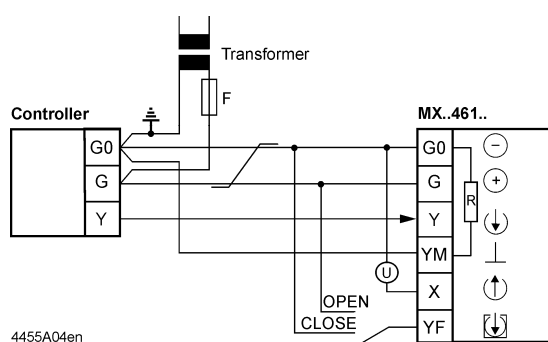 Transformer
F
Controller
MX..461..
G0
G0
G
G
R
Y
Y
YM
U
X
OPEN
CLOSE
YF
4455A04en